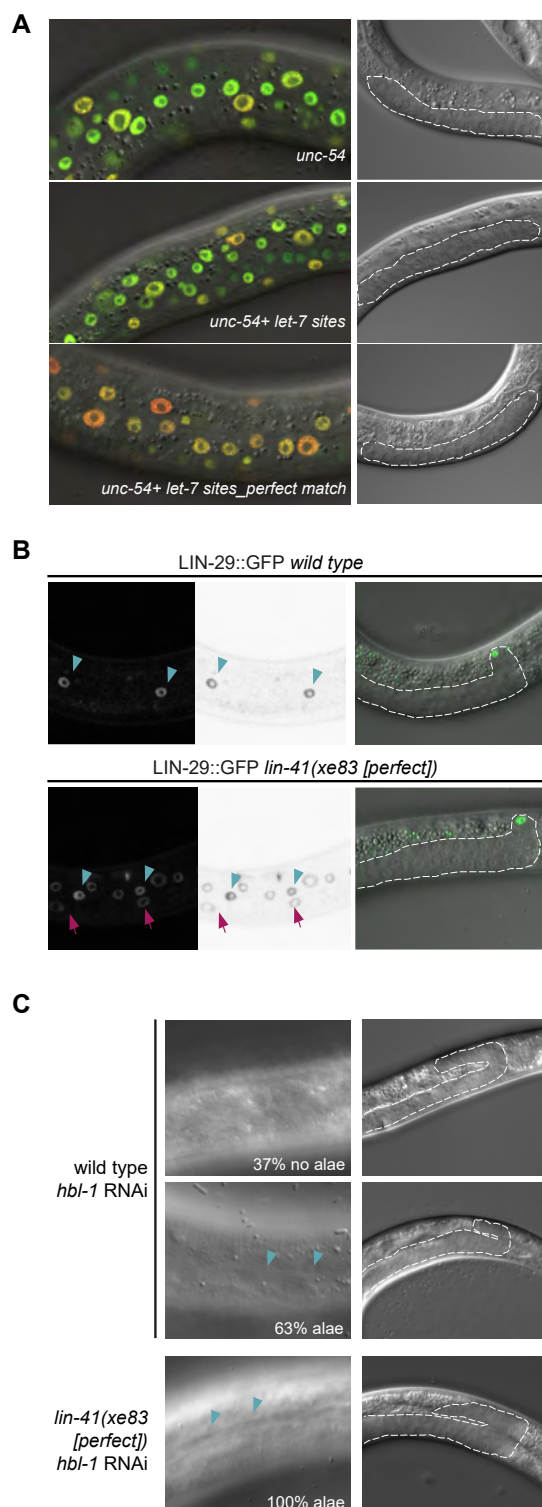 A
unc-54
unc-54+ let-7 sites
unc-54+ let-7 sites_perfect match
B
LIN-29::GFP wild type
LIN-29::GFP lin-41(xe83 [perfect])
C
wild type
hbl-1 RNAi
37% no alae
63% alae
lin-41(xe83
[perfect])
hbl-1 RNAi
100% alae